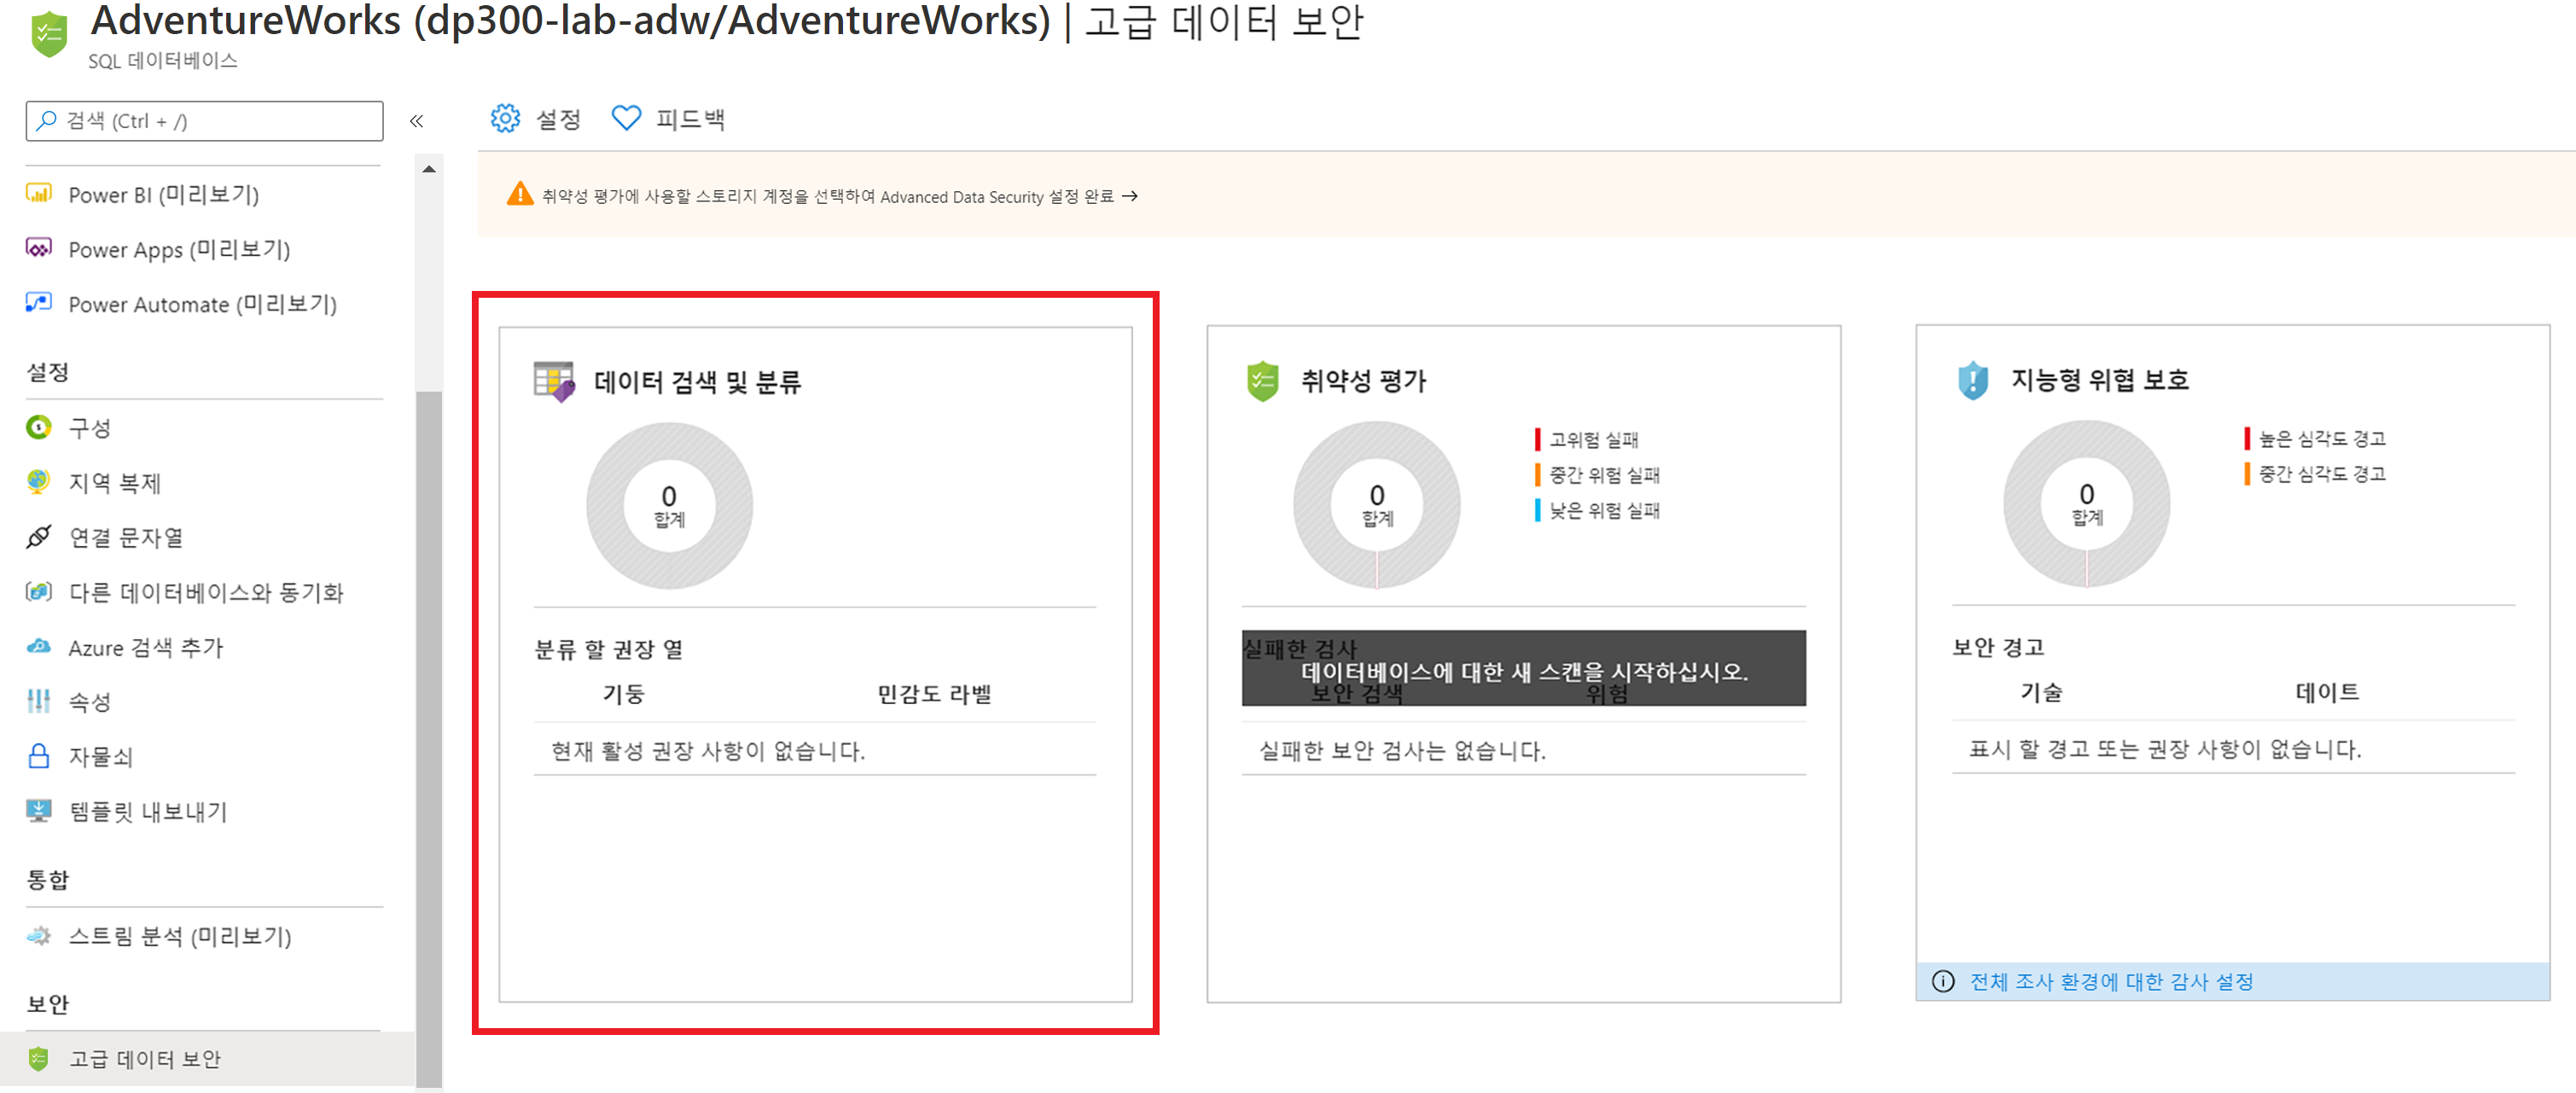 AdventureWorks (dp300-lab-adw/AdventureWorks) | 고급 데이터 보안
SQL 데이터베이스
검색 (Ctrl + /)
«
Power BI (미리보기)
Power Apps (미리보기)
Power Automate (미리보기)
설정
구성
지역 복제
연결 문자열
다른 데이터베이스와 동기화
Azure 검색 추가
속성
자물쇠
템플릿 내보내기
통합
스트림 분석 (미리보기)
보안
고급 데이터 보안
설정
피드백
취약성 평가에 사용할 스토리지 계정을 선택하여 Advanced Data Security 설정 완료 →
데이터 검색 및 분류
0
합계
분류 할 권장 열
기둥 민감도 라벨
현재 활성 권장 사항이 없습니다.
취약성 평가
0
합계
고위험 실패
중간 위험 실패
낮은 위험 실패
실패한 검사
데이터베이스에 대한 새 스캔을 시작하십시오.
보안 검색 위험
실패한 보안 검사는 없습니다.
지능형 위협 보호
0
합계
높은 심각도 경고
중간 심각도 경고
보안 경고
기술 데이트
표시 할 경고 또는 권장 사항이 없습니다.
전체 조사 환경에 대한 감사 설정